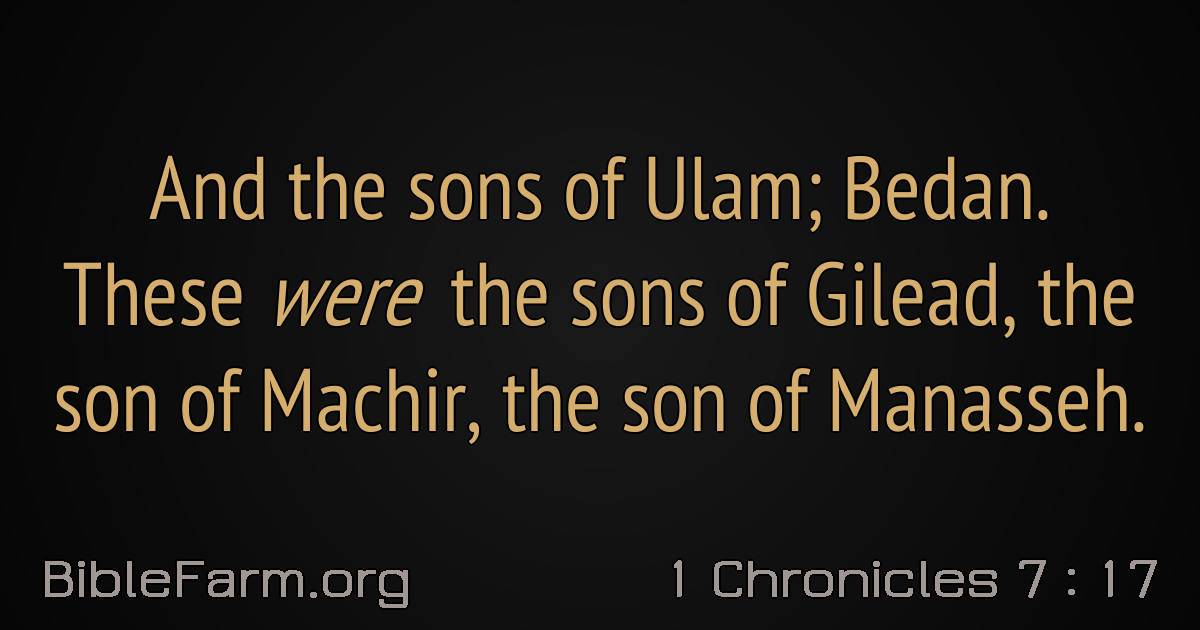 And the sons of Ulam; Bedan.
These were the sons of Gilead, the
son of Machir, the son of Manasseh.
BibleFarm.org
1 Chronicles 7 : 17